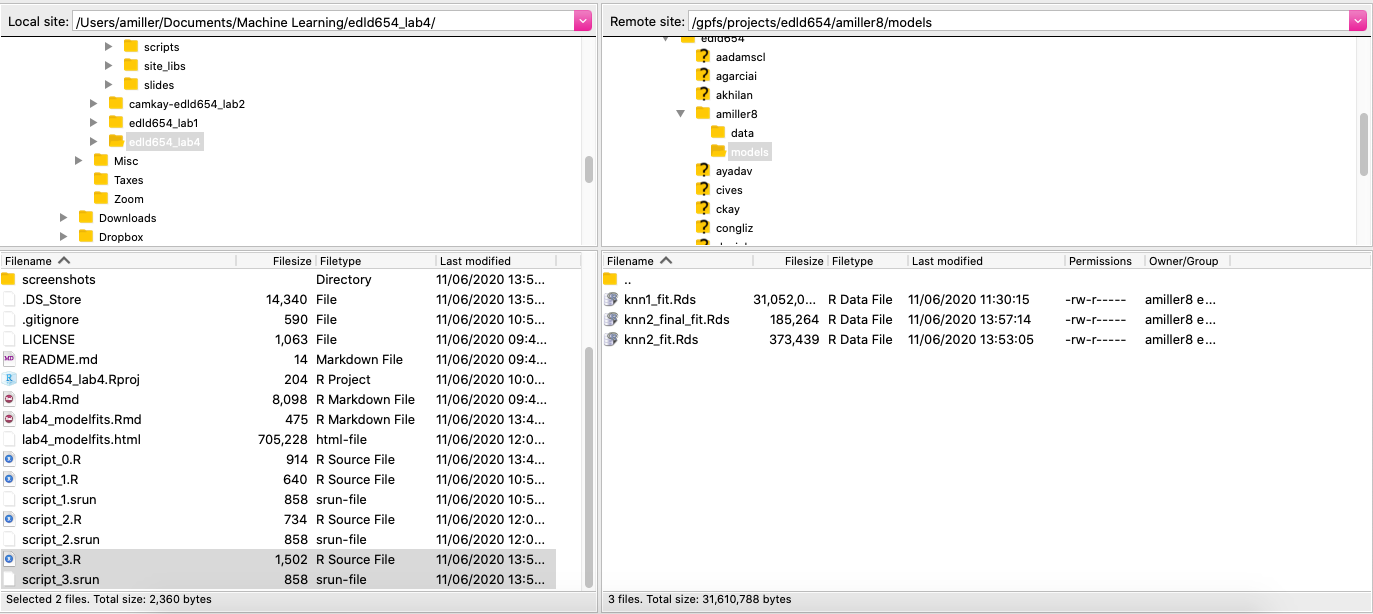 Local site: /Users/amiller/Documents/Machine Learning/edld654_lab4/
scripts
site_libs
slides
camkay-edld654_lab2
edld654_lab1
edld654_lab4
Misc
Taxes
Zoom
Downloads
Dropbox
Filename Filesize Filetype Last modified
screenshots Directory 11/06/2020 13:5...
.DS_Store 14,340 File 11/06/2020 13:5...
.gitignore 590 File 11/06/2020 10:5...
LICENSE 1,063 File 11/06/2020 09:4...
README.md 14 Markdown File 11/06/2020 09:4...
edld654_lab4.Rproj 204 R Project 11/06/2020 10:0...
lab4.Rmd 8,098 R Markdown File 11/06/2020 09:4...
lab4_modelfits.Rmd 475 R Markdown File 11/06/2020 13:4...
lab4_modelfits.html 705,228 html-file 11/06/2020 12:0...
script_0.R 914 R Source File 11/06/2020 13:4...
script_1.R 640 R Source File 11/06/2020 10:5...
script_1.srun 858 srun-file 11/06/2020 10:5...
script_2.R 734 R Source File 11/06/2020 12:0...
script_2.srun 858 srun-file 11/06/2020 12:0...
script_3.R 1,502 R Source File 11/06/2020 13:5...
script_3.srun 858 srun-file 11/06/2020 13:5...
Selected 2 files. Total size: 2,360 bytes
Remote site: /gpfs/projects/edld654/amiller8/models
edld654
aadamscl
agarciai
akhilan
amiller8
data
models
ayadav
cives
ckay
congliz
Filename Filesize Filetype Last modified Permissions Owner/Group
..
knn1_fit.Rds 31,052,0... R Data File 11/06/2020 11:30:15 -rw-r----- amiller8 e...
knn2_final_fit.Rds 185,264 R Data File 11/06/2020 13:57:14 -rw-r----- amiller8 e...
knn2_fit.Rds 373,439 R Data File 11/06/2020 13:53:05 -rw-r----- amiller8 e...
3 files. Total size: 31,610,788 bytes